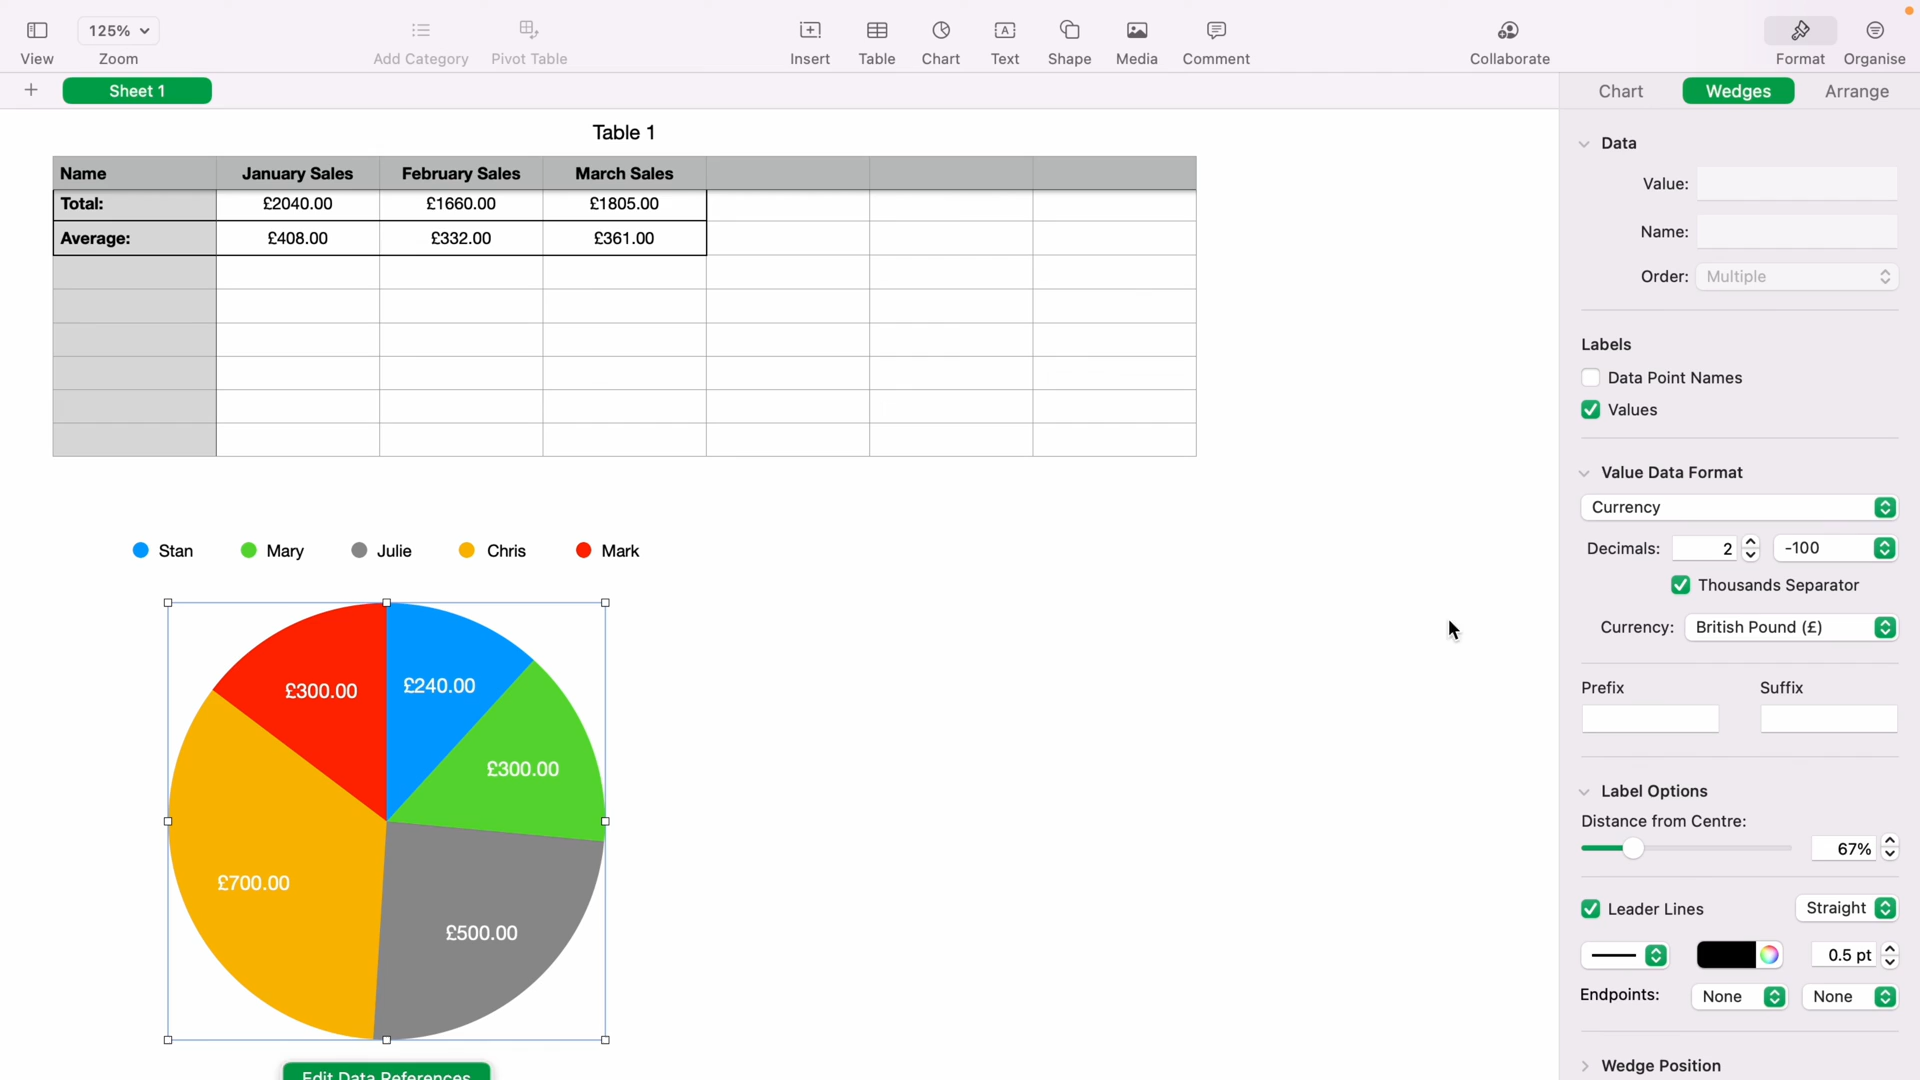 125%
View
Zoom
Add Category
Pivot Table
Insert
Table
Chart
Text
Shape
Media
Comment
Collaborate
Format
Organise
Sheet 1
Chart
Wedges
Arrange
Table 1
Name January Sales February Sales March Sales
Total: £2040.00 £1660.00 £1805.00
Average: £408.00 £332.00 £361.00
Stan
Mary
Julie
Chris
Mark
£300.00
£240.00
£300.00
£700.00
£500.00
Edit Data References
Data
Value:
Name:
Order: Multiple
Labels
Data Point Names
Values
Value Data Format
Currency
Decimals: 2 -100
Thousands Separator
Currency: British Pound (£)
Prefix Suffix
Label Options
Distance from Centre:
67%
Leader Lines Straight
0.5 pt
Endpoints: None None
Wedge Position